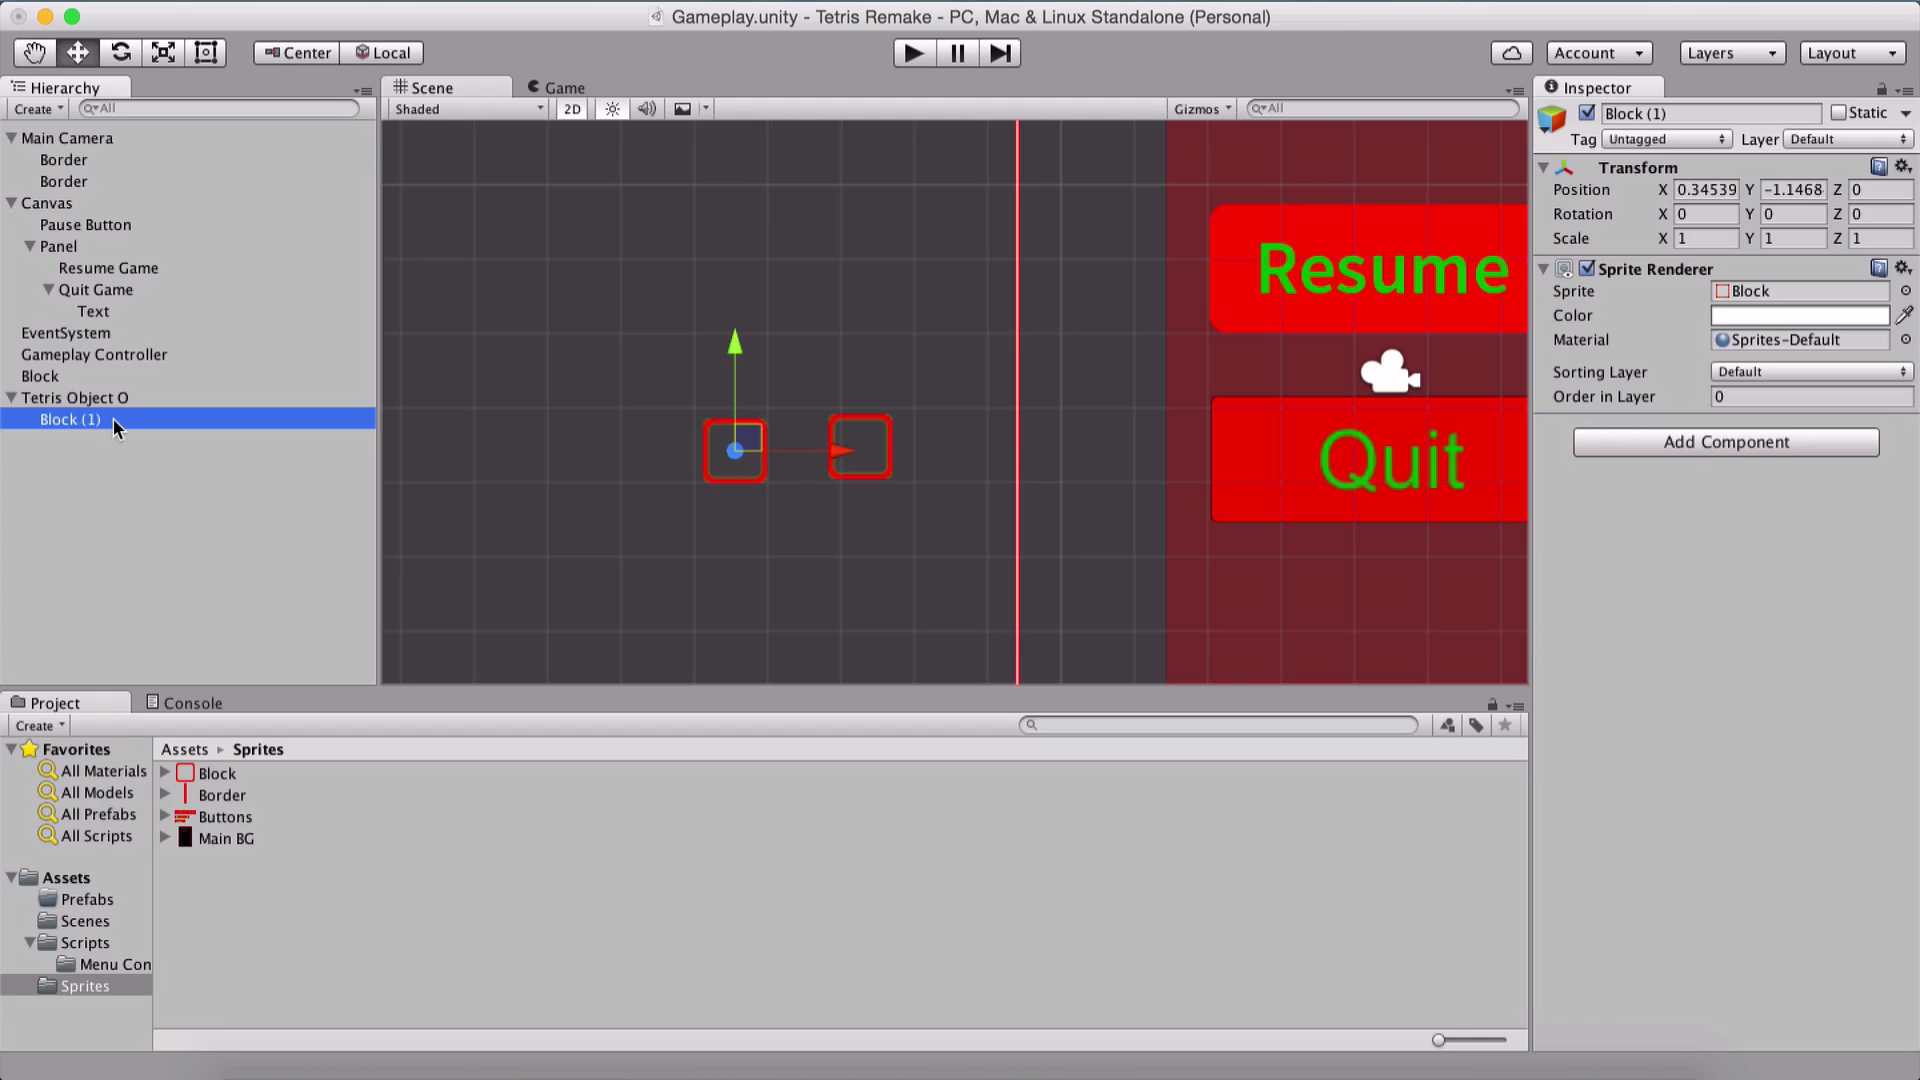 Gameplay.unity - Tetris Remake - PC, Mac & Linux Standalone (Personal)
Center Local Account Layers Layout
Hierarchy
Create All
Main Camera
Border
Border
Canvas
Pause Button
Panel
Resume Game
Quit Game
Text
EventSystem
Gameplay Controller
Block
Tetris Object O
Block (1)
Scene Game
Shaded 2D Gizmos All
Resume
Quit
Inspector
Block (1) Static
Tag Untagged Layer Default
Transform
Position X 0.34539 Y -1.1468 Z 0
Rotation X 0 Y 0 Z 0
Scale X 1 Y 1 Z 1
Sprite Renderer
Sprite Block
Color
Material Sprites-Default
Sorting Layer Default
Order in Layer 0
Add Component
Project Console
Create
Favorites
All Materials
All Models
All Prefabs
All Scripts
Assets
Prefabs
Scenes
Scripts
Menu Con
Sprites
Assets Sprites
Block
Border
Buttons
Main BG